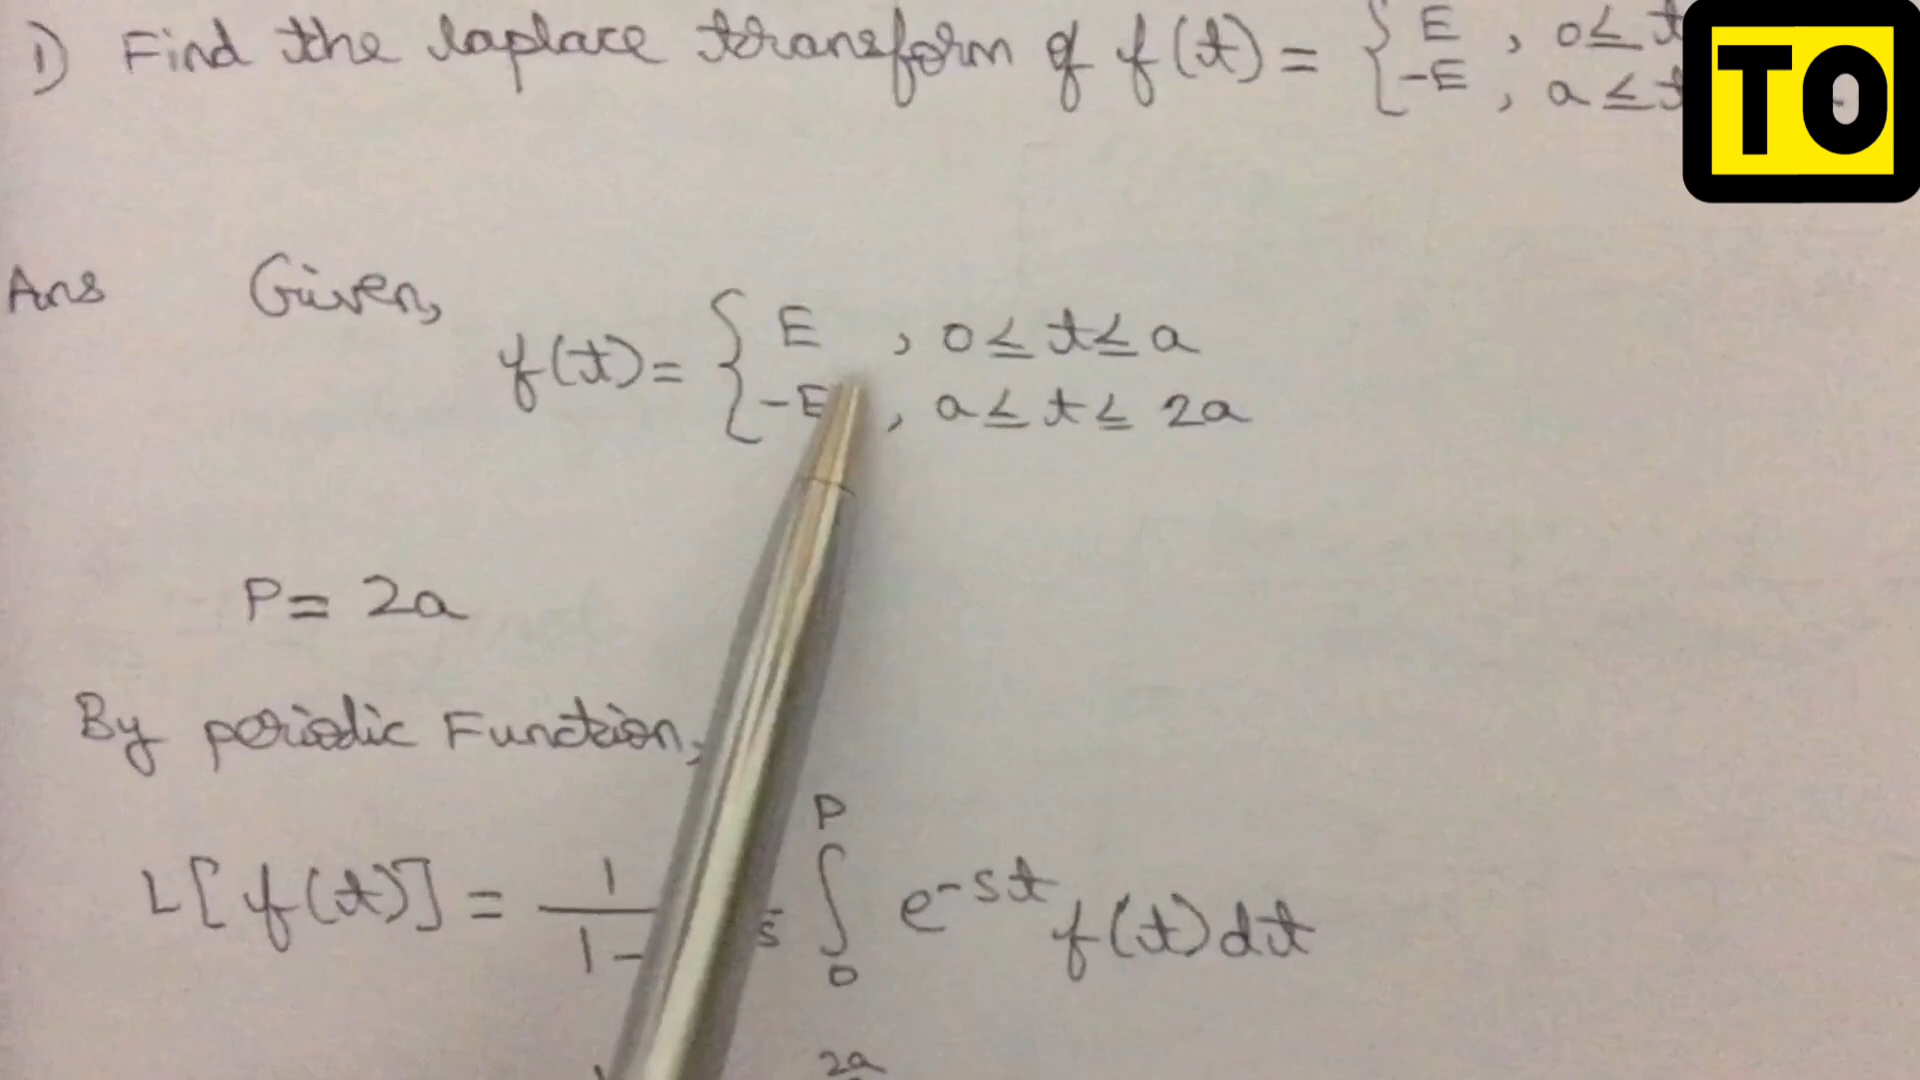 1) Find the laplace transform of f(t) = { E , 0 ≤ t
-E , a ≤ t
TO
Ans Given,
f(t) = { E , 0 ≤ t ≤ a
-E , a ≤ t ≤ 2a
P = 2a
By periodic Function,
L[f(t)] = 1/1- s ∫₀ᴾ e^-st f(t) dt
2a